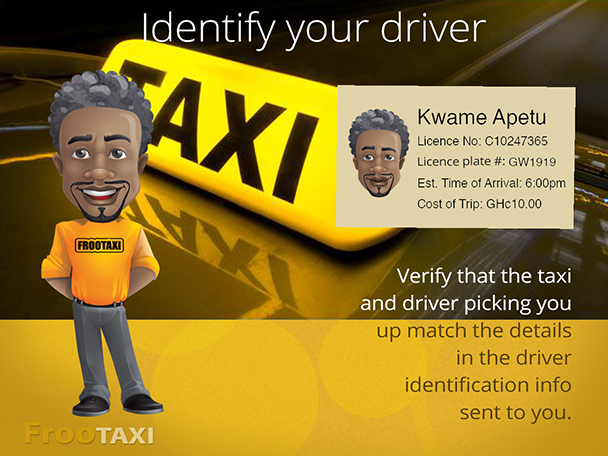 Identify your driver
TAXI
Kwame Apetu
Licence No: C10247365
Licence plate #: GW1919
Est. Time of Arrival: 6:00pm
Cost of Trip: GH¢10.00
FROOTAXI
Verify that the taxi
and driver picking you
up match the details
in the driver
identification info
sent to you.
FROOTAXI